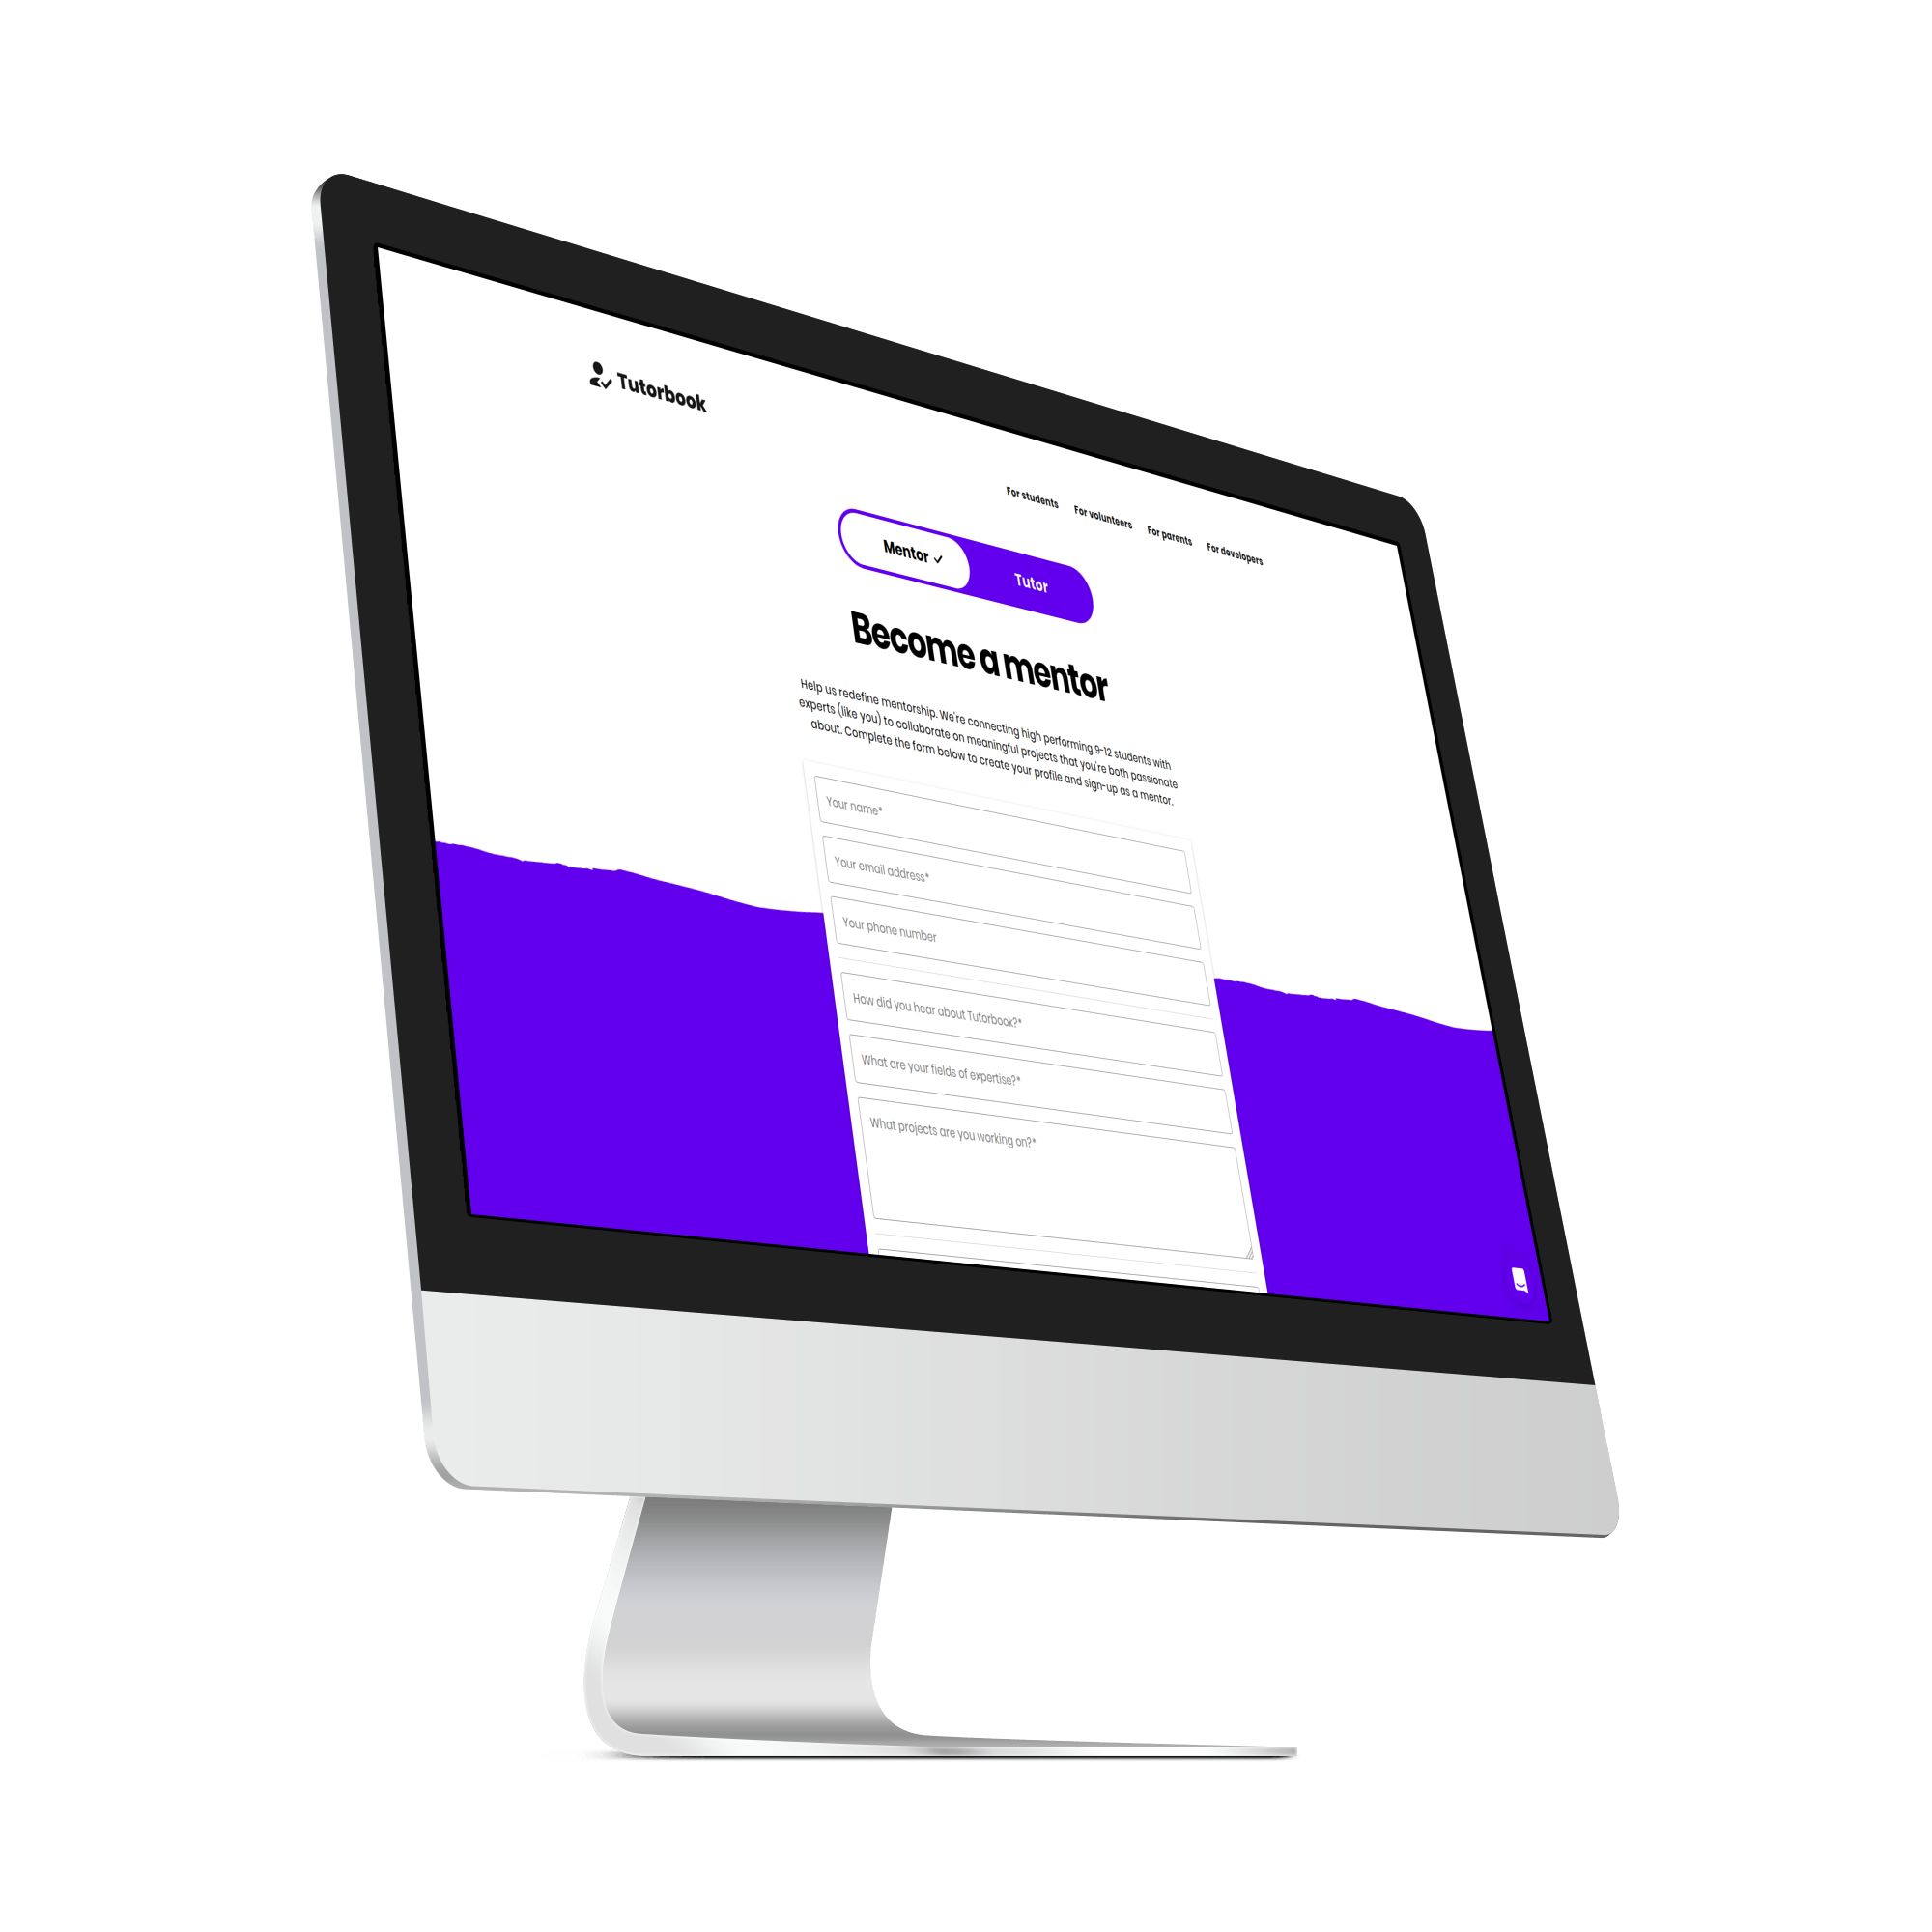 Tutorbook
For students For volunteers For parents For developers
Mentor Tutor
Become a mentor
Help us redefine mentorship. We're connecting high performing 9-12 students with
experts (like you) to collaborate on meaningful projects that you're both passionate
about. Complete the form below to create your profile and sign-up as a mentor.
Your name*
Your email address*
Your phone number
How did you hear about Tutorbook?*
What are your fields of expertise?*
What projects are you working on?*